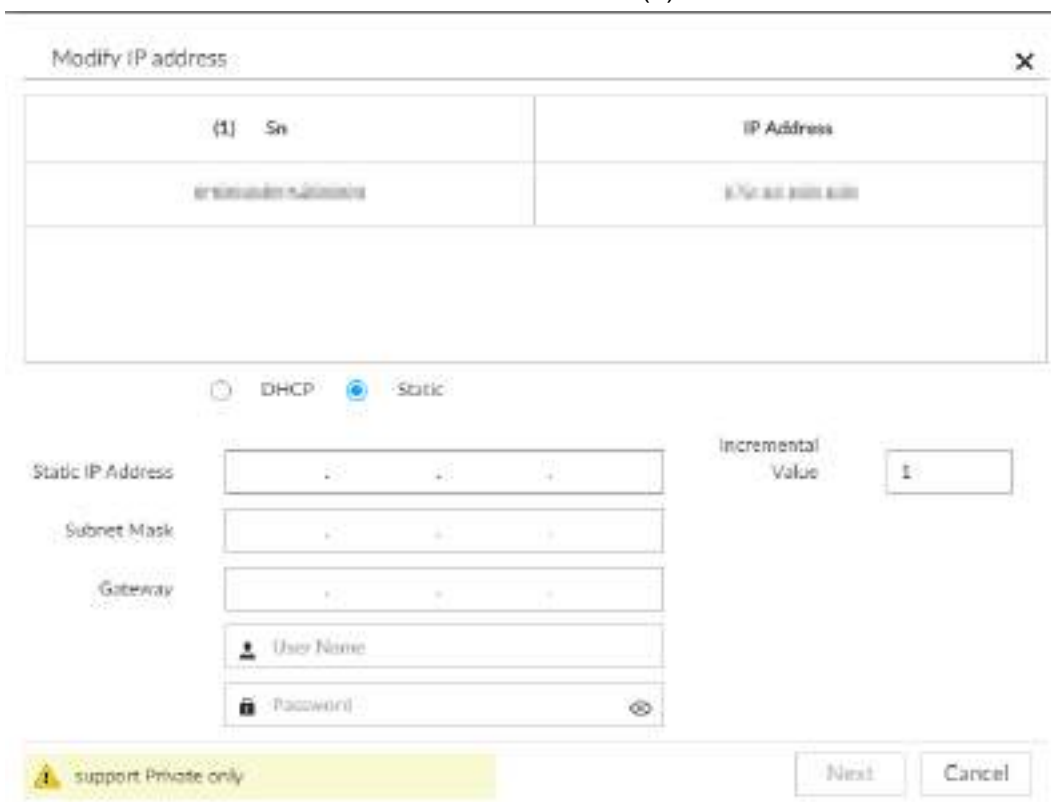 Modify IP address
(1) Sn IP Address
DHCP Static
Incremental
Static IP Address Value 1
Subnet Mask
Gateway
User Name
Password
support Private only Next Cancel